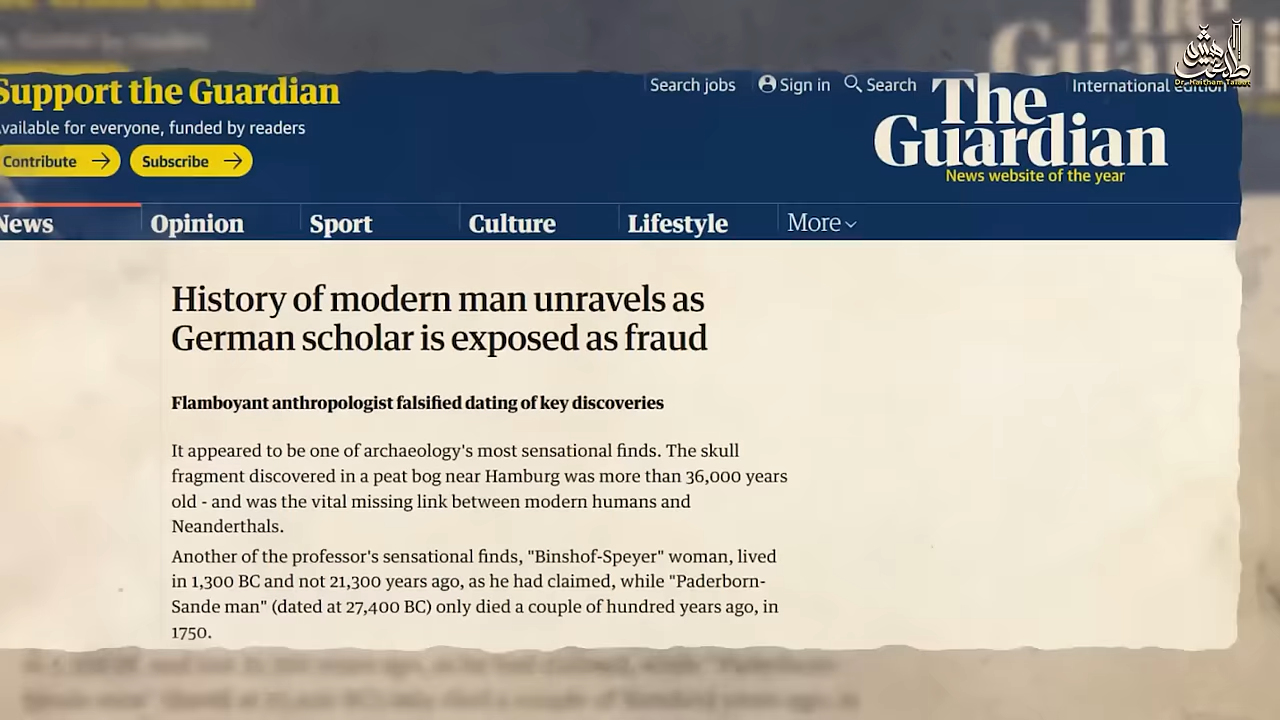 Support the Guardian
vailable for everyone, funded by readers
Contribute → Subscribe →
Search jobs Sign in Search
International edition
The
Guardian
News website of the year
News Opinion Sport Culture Lifestyle More
History of modern man unravels as
German scholar is exposed as fraud
Flamboyant anthropologist falsified dating of key discoveries
It appeared to be one of archaeology's most sensational finds. The skull
fragment discovered in a peat bog near Hamburg was more than 36,000 years
old - and was the vital missing link between modern humans and
Neanderthals.
Another of the professor's sensational finds, "Binshof-Speyer" woman, lived
in 1,300 BC and not 21,300 years ago, as he had claimed, while "Paderborn-
Sande man" (dated at 27,400 BC) only died a couple of hundred years ago, in
1750.